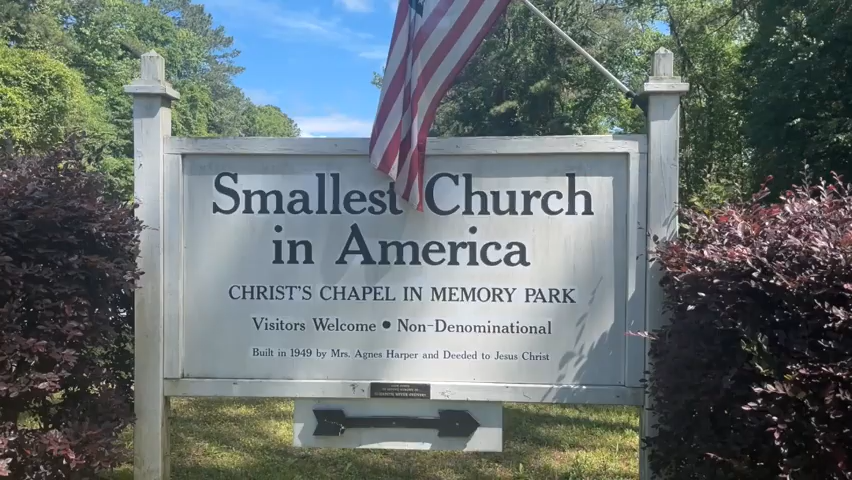 Smallest Church
in America
CHRIST'S CHAPEL IN MEMORY PARK
Visitors Welcome • Non-Denominational
Built in 1949 by Mrs. Agnes Harper and Deeded to Jesus Christ